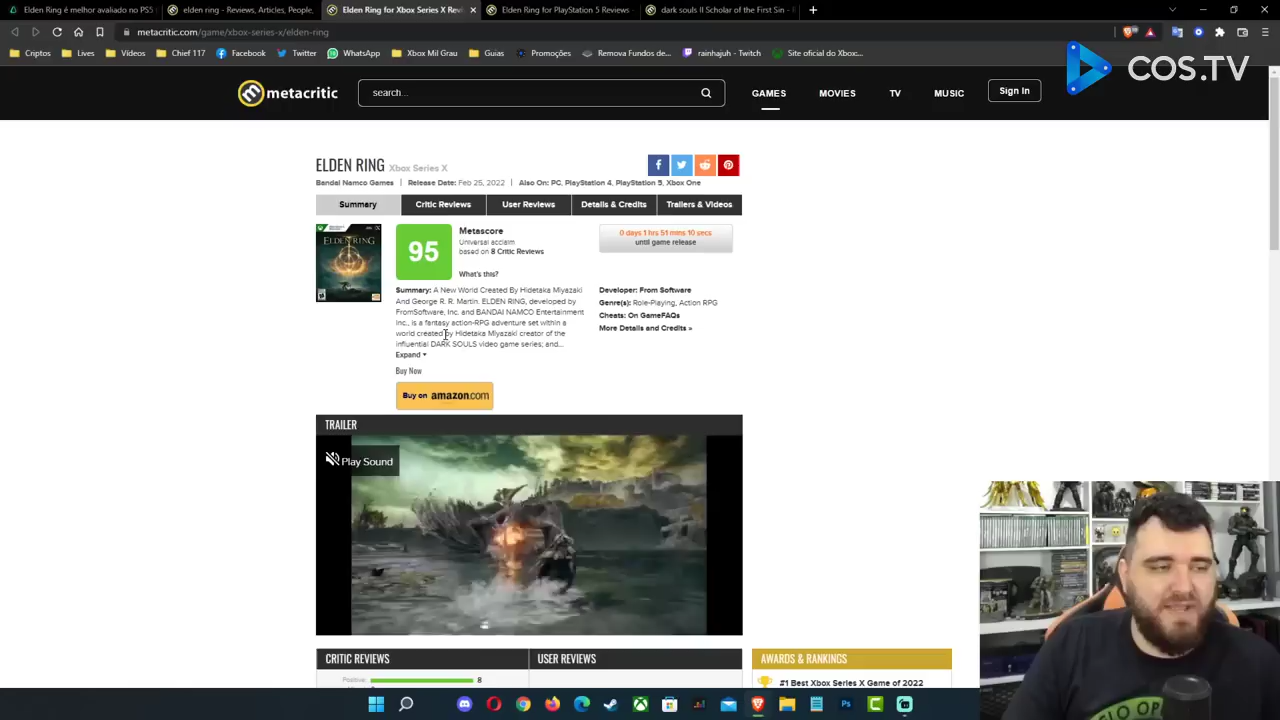 Elden Ring é melhor avaliado no PS5
elden ring - Reviews, Articles, People,
Elden Ring for Xbox Series X Revi
Elden Ring for PlayStation 5 Reviews -
dark souls II Scholar of the First Sin -
metacritic.com/game/xbox-series-x/elden-ring
Criptos
Lives
Vídeos
Chief 117
Facebook
Twitter
WhatsApp
Xbox Mil Grau
Guias
Promoções
Remova Fundos de...
rainhajuh - Twitch
Site oficial do Xbox:...
COS.TV
metacritic
search...
GAMES
MOVIES
TV
MUSIC
Sign In
ELDEN RING Xbox Series X
Bandai Namco Games | Release Date: Feb 25, 2022 | Also On: PC, PlayStation 4, PlayStation 5, Xbox One
Summary
Critic Reviews
User Reviews
Details & Credits
Trailers & Videos
ELDEN RING
95
Metascore
Universal acclaim
based on 8 Critic Reviews
What's this?
0 days 1 hrs 51 mins 10 secs
until game release
Summary: A New World Created By Hidetaka Miyazaki
And George R. R. Martin. ELDEN RING, developed by
FromSoftware, Inc. and BANDAI NAMCO Entertainment
Inc., is a fantasy action-RPG adventure set within a
world created by Hidetaka Miyazaki creator of the
influential DARK SOULS video game series; and...
Expand
Developer: From Software
Genre(s): Role-Playing, Action RPG
Cheats: On GameFAQs
More Details and Credits »
Buy Now
Buy on amazon.com
TRAILER
Play Sound
CRITIC REVIEWS
USER REVIEWS
AWARDS & RANKINGS
Positive:
8
#1 Best Xbox Series X Game of 2022